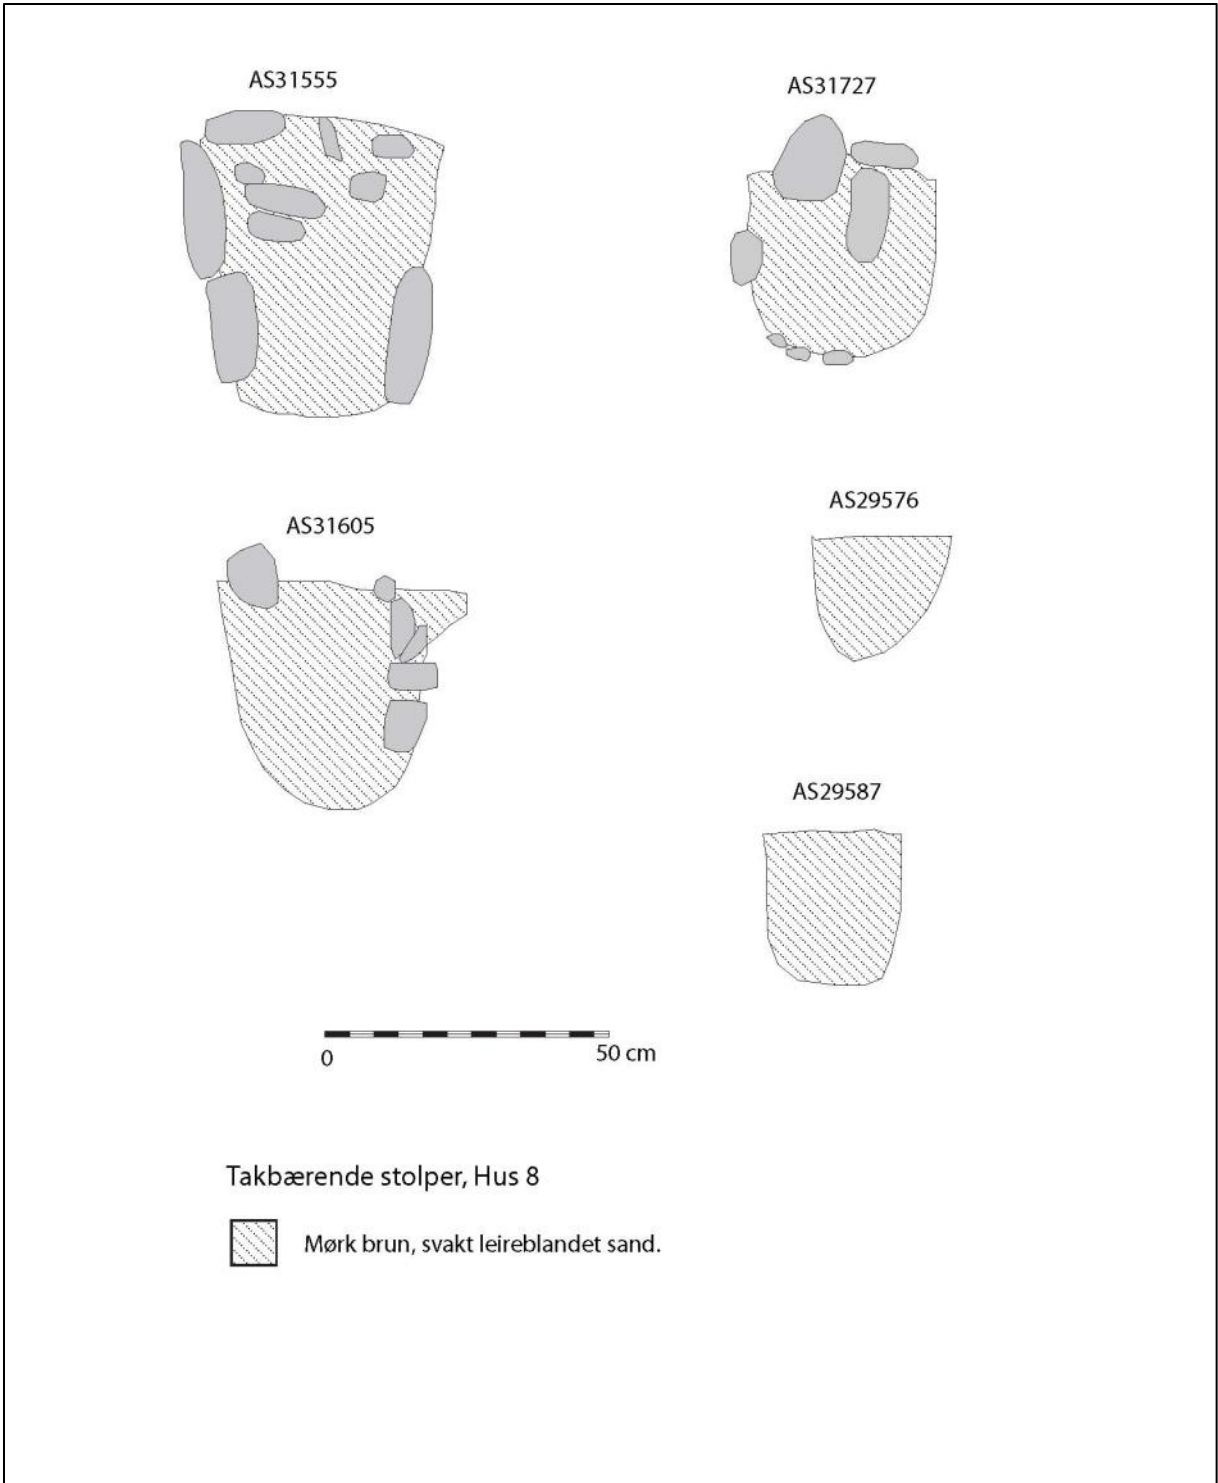 AS31555
AS31727
AS31605
AS29576
AS29587
0
50 cm
Takbærende stolper, Hus 8
Mørk brun, svakt leireblandet sand.